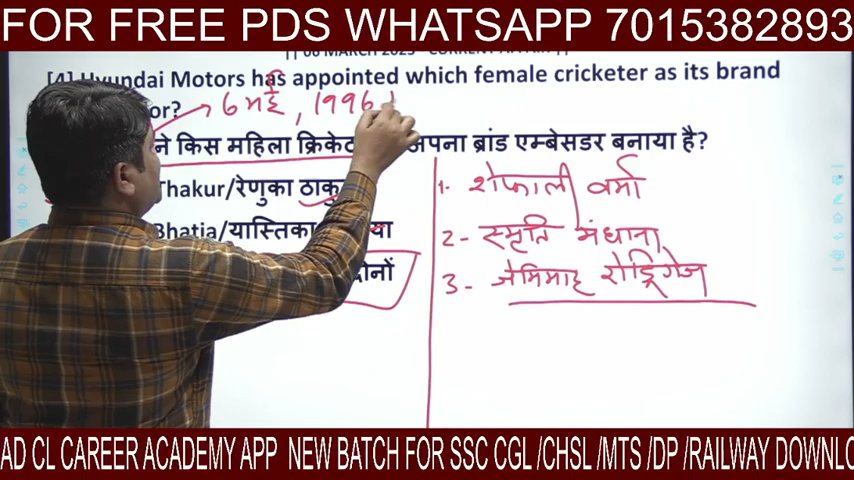 FOR FREE PDS WHATSAPP 7015382893
[4] Hyundai Motors has appointed which female cricketer as its brand
or?
6 मई, 1996
ने किस महिला क्रिकेट अपना ब्रांड एम्बेसडर बनाया है?
Thakur/रेणुका ठाकु
Bhatia/यास्तिका या
दोनों
1. शेफाली वर्मा
2- स्मृति मंधाना
3- जेमिमाह रोड्रिगेज
AD CL CAREER ACADEMY APP NEW BATCH FOR SSC CGL /CHSL /MTS /DP /RAILWAY DOWNLO